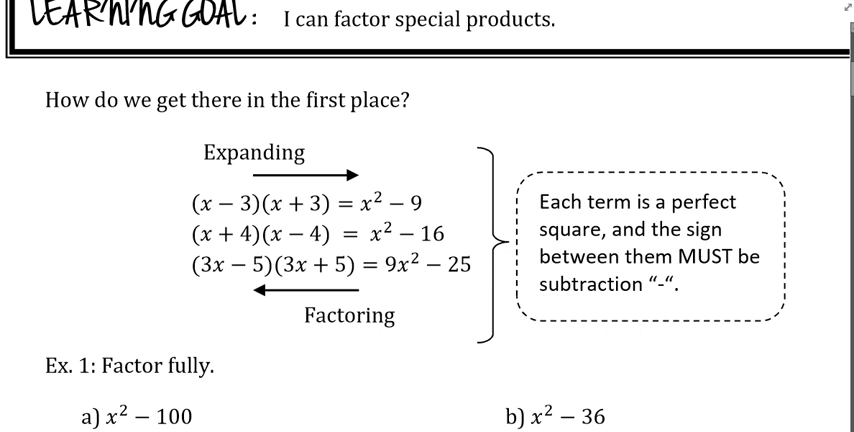 LEARNING GOAL: I can factor special products.
How do we get there in the first place?
Expanding
(x − 3)(x + 3) = x² − 9
(x + 4)(x − 4) = x² − 16
(3x − 5)(3x + 5) = 9x² − 25
Factoring
Each term is a perfect
square, and the sign
between them MUST be
subtraction “-“.
Ex. 1: Factor fully.
a) x² − 100
b) x² − 36